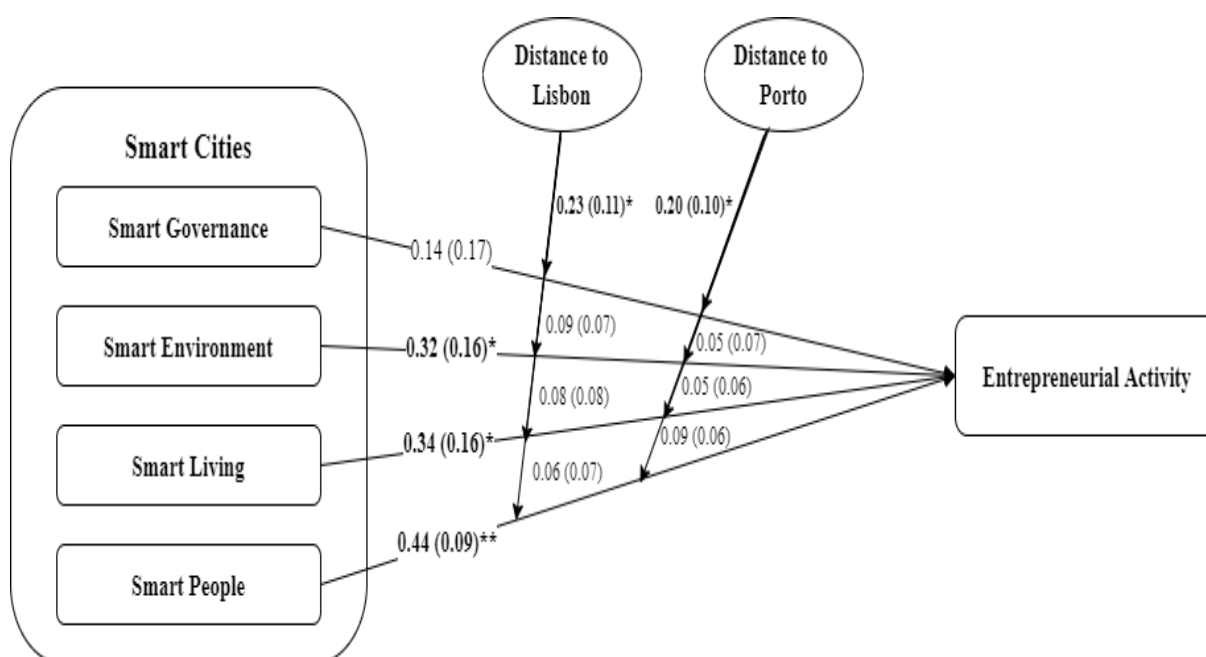 Distance to
Lisbon
Distance to
Porto
Smart Cities
Smart Governance
0.23 (0.11)*
0.20 (0.10)*
0.14 (0.17)
Smart Environment
0.32 (0.16)*
0.09 (0.07)
0.05 (0.07)
Entrepreneurial Activity
0.08 (0.08)
0.05 (0.06)
Smart Living
0.34 (0.16)*
0.06 (0.07)
0.09 (0.06)
Smart People
0.44 (0.09)**